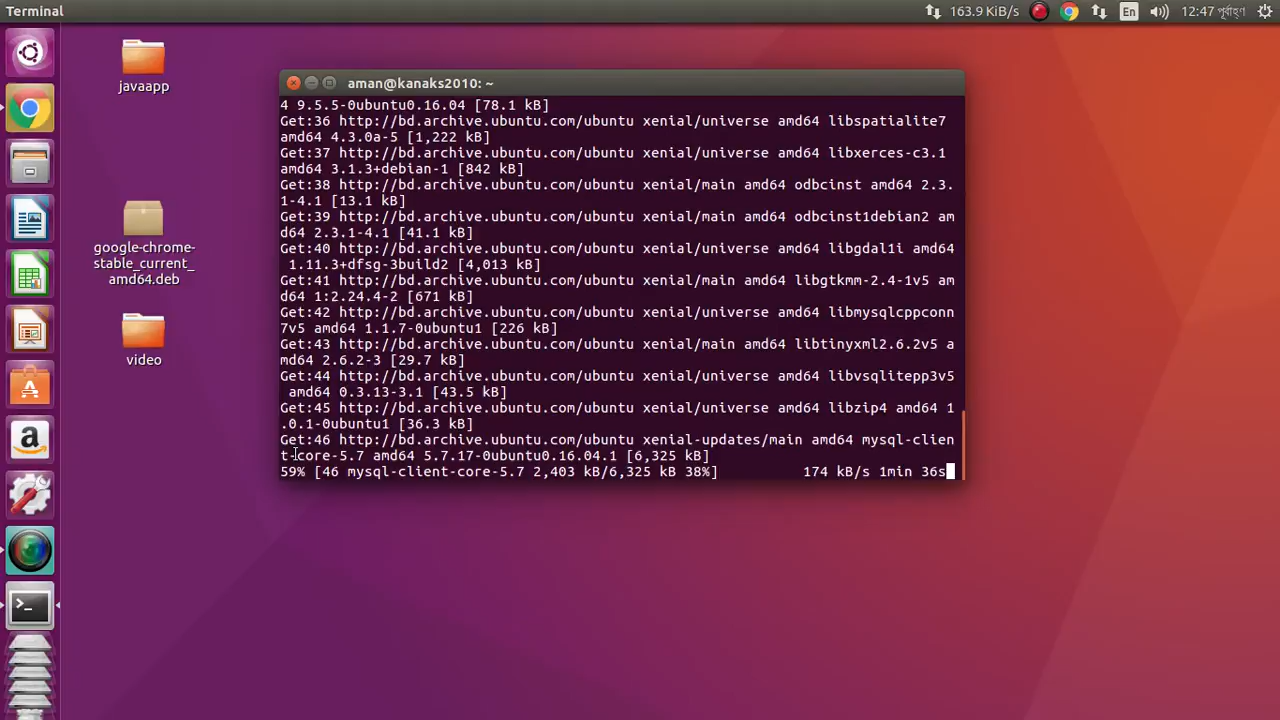 Terminal
163.9 KiB/s
En
12:47 পূর্বাহ্ণ
javaapp
google-chrome-
stable_current_
amd64.deb
video
aman@kanaks2010: ~
4 9.5.5-0ubuntu0.16.04 [78.1 kB]
Get:36 http://bd.archive.ubuntu.com/ubuntu xenial/universe amd64 libspatialite7
amd64 4.3.0a-5 [1,222 kB]
Get:37 http://bd.archive.ubuntu.com/ubuntu xenial/universe amd64 libxerces-c3.1
amd64 3.1.3+debian-1 [842 kB]
Get:38 http://bd.archive.ubuntu.com/ubuntu xenial/main amd64 odbcinst amd64 2.3.
1-4.1 [13.1 kB]
Get:39 http://bd.archive.ubuntu.com/ubuntu xenial/main amd64 odbcinst1debian2 am
d64 2.3.1-4.1 [41.1 kB]
Get:40 http://bd.archive.ubuntu.com/ubuntu xenial/universe amd64 libgdal1i amd64
1.11.3+dfsg-3build2 [4,013 kB]
Get:41 http://bd.archive.ubuntu.com/ubuntu xenial/main amd64 libgtkmm-2.4-1v5 am
d64 1:2.24.4-2 [671 kB]
Get:42 http://bd.archive.ubuntu.com/ubuntu xenial/universe amd64 libmysqlcppconn
7v5 amd64 1.1.7-0ubuntu1 [226 kB]
Get:43 http://bd.archive.ubuntu.com/ubuntu xenial/main amd64 libtinyxml2.6.2v5 a
md64 2.6.2-3 [29.7 kB]
Get:44 http://bd.archive.ubuntu.com/ubuntu xenial/universe amd64 libvsqlitepp3v5
amd64 0.3.13-3.1 [43.5 kB]
Get:45 http://bd.archive.ubuntu.com/ubuntu xenial/universe amd64 libzip4 amd64 1
.0.1-0ubuntu1 [36.3 kB]
Get:46 http://bd.archive.ubuntu.com/ubuntu xenial-updates/main amd64 mysql-clien
t-core-5.7 amd64 5.7.17-0ubuntu0.16.04.1 [6,325 kB]
59% [46 mysql-client-core-5.7 2,403 kB/6,325 kB 38%] 174 kB/s 1min 36s